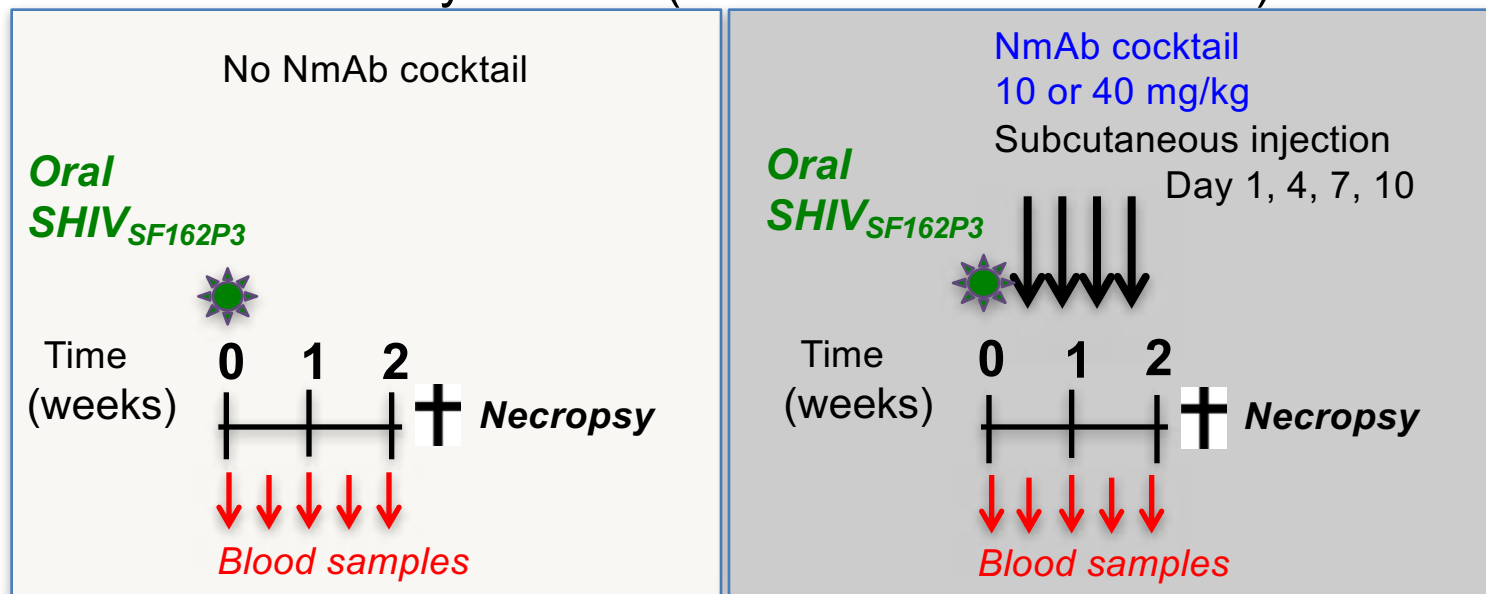 No NmAb cocktail
Oral
SHIVSF162P3
Time
(weeks)
0 1 2
Necropsy
Blood samples
NmAb cocktail
10 or 40 mg/kg
Subcutaneous injection
Day 1, 4, 7, 10
Oral
SHIVSF162P3
Time
(weeks)
0 1 2
Necropsy
Blood samples